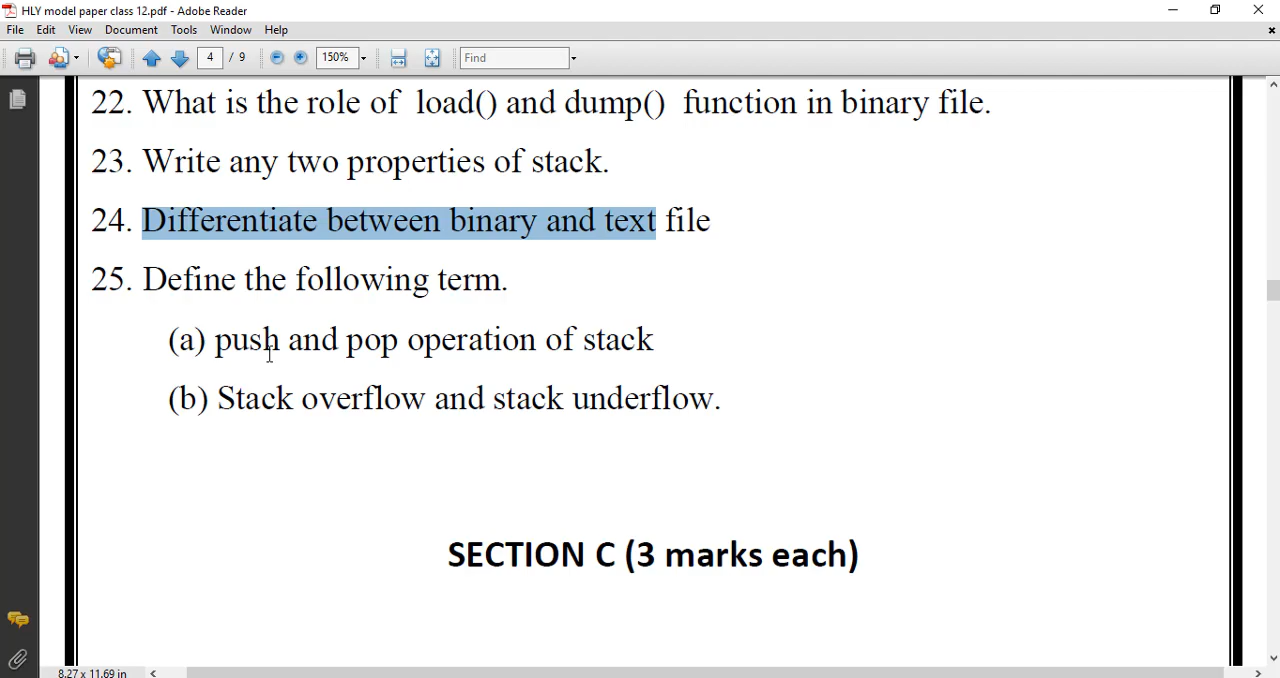 HLY model paper class 12.pdf - Adobe Reader
File Edit View Document Tools Window Help
4 / 9 150% Find
22. What is the role of load() and dump() function in binary file.
23. Write any two properties of stack.
24. Differentiate between binary and text file
25. Define the following term.
(a) push and pop operation of stack
(b) Stack overflow and stack underflow.
SECTION C (3 marks each)
8.27 x 11.69 in